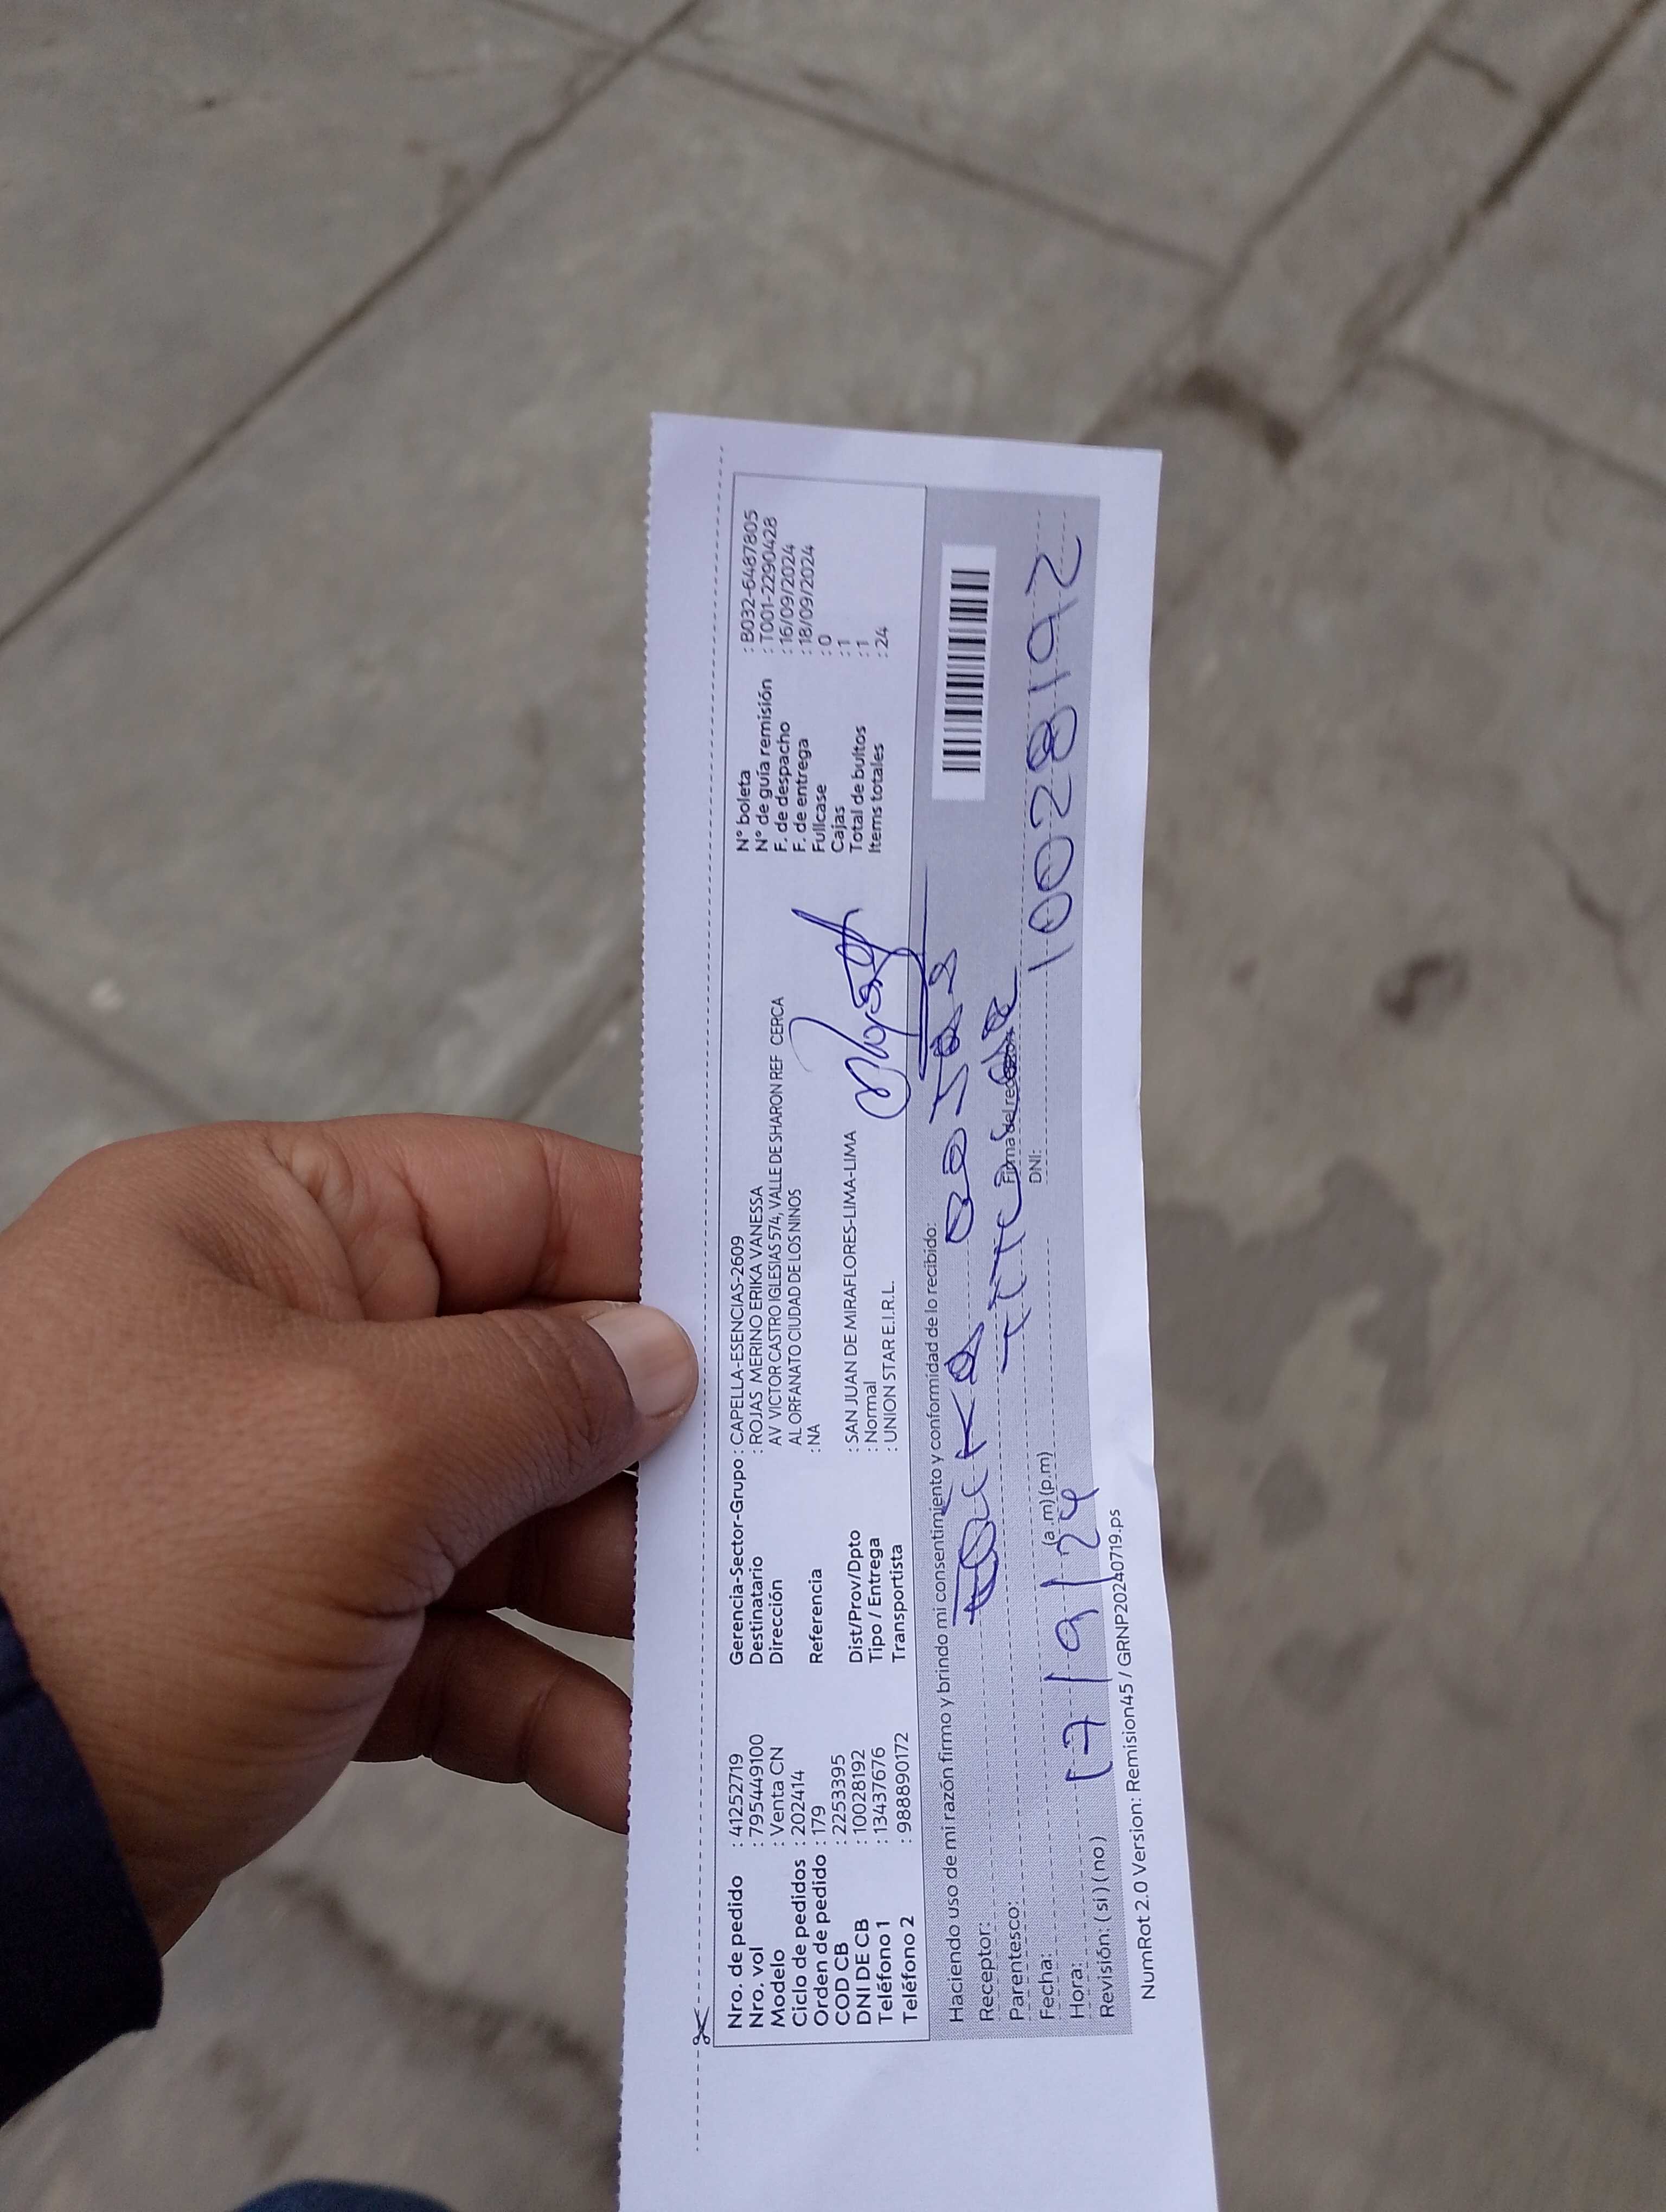 Nro. de pedido : 41252719
Nro. vol : 795449100
Modelo : Venta CN
Ciclo de pedidos : 202414
Orden de pedido : 179
COD CB : 2253395
DNI DE CB : 10028192
Teléfono 1 : 13437676
Teléfono 2 : 988890172
Gerencia-Sector-Grupo : CAPELLA-ESENCIAS-2609
Destinatario : ROJAS MERINO ERIKA VANESSA
Dirección AV VICTOR CASTRO IGLESIAS 574, VALLE DE SHARON REF CERCA
AL ORFANATO CIUDAD DE LOS NINOS
Referencia : NA
Dist/Prov/Dpto : SAN JUAN DE MIRAFLORES-LIMA-LIMA
Tipo / Entrega : Normal
Transportista : UNION STAR E.I.R.L.
N° boleta : B032-6487805
N° de guía remisión : T001-2290428
F. de despacho : 16/09/2024
F. de entrega : 18/09/2024
Fullcase : 0
Cajas : 1
Total de bultos : 1
Items totales : 24
Haciendo uso de mi razón firmo y brindo mi consentimiento y conformidad de lo recibido:
Receptor: Erika Rojas
Parentesco: Titular
Firma del receptor
Fecha:
DNI: 10028192
Hora: 17/9/24 (a.m) (p.m)
Revisión: ( si ) ( no )
NumRot 2.0 Version: Remision45 / GRNP20240719.ps